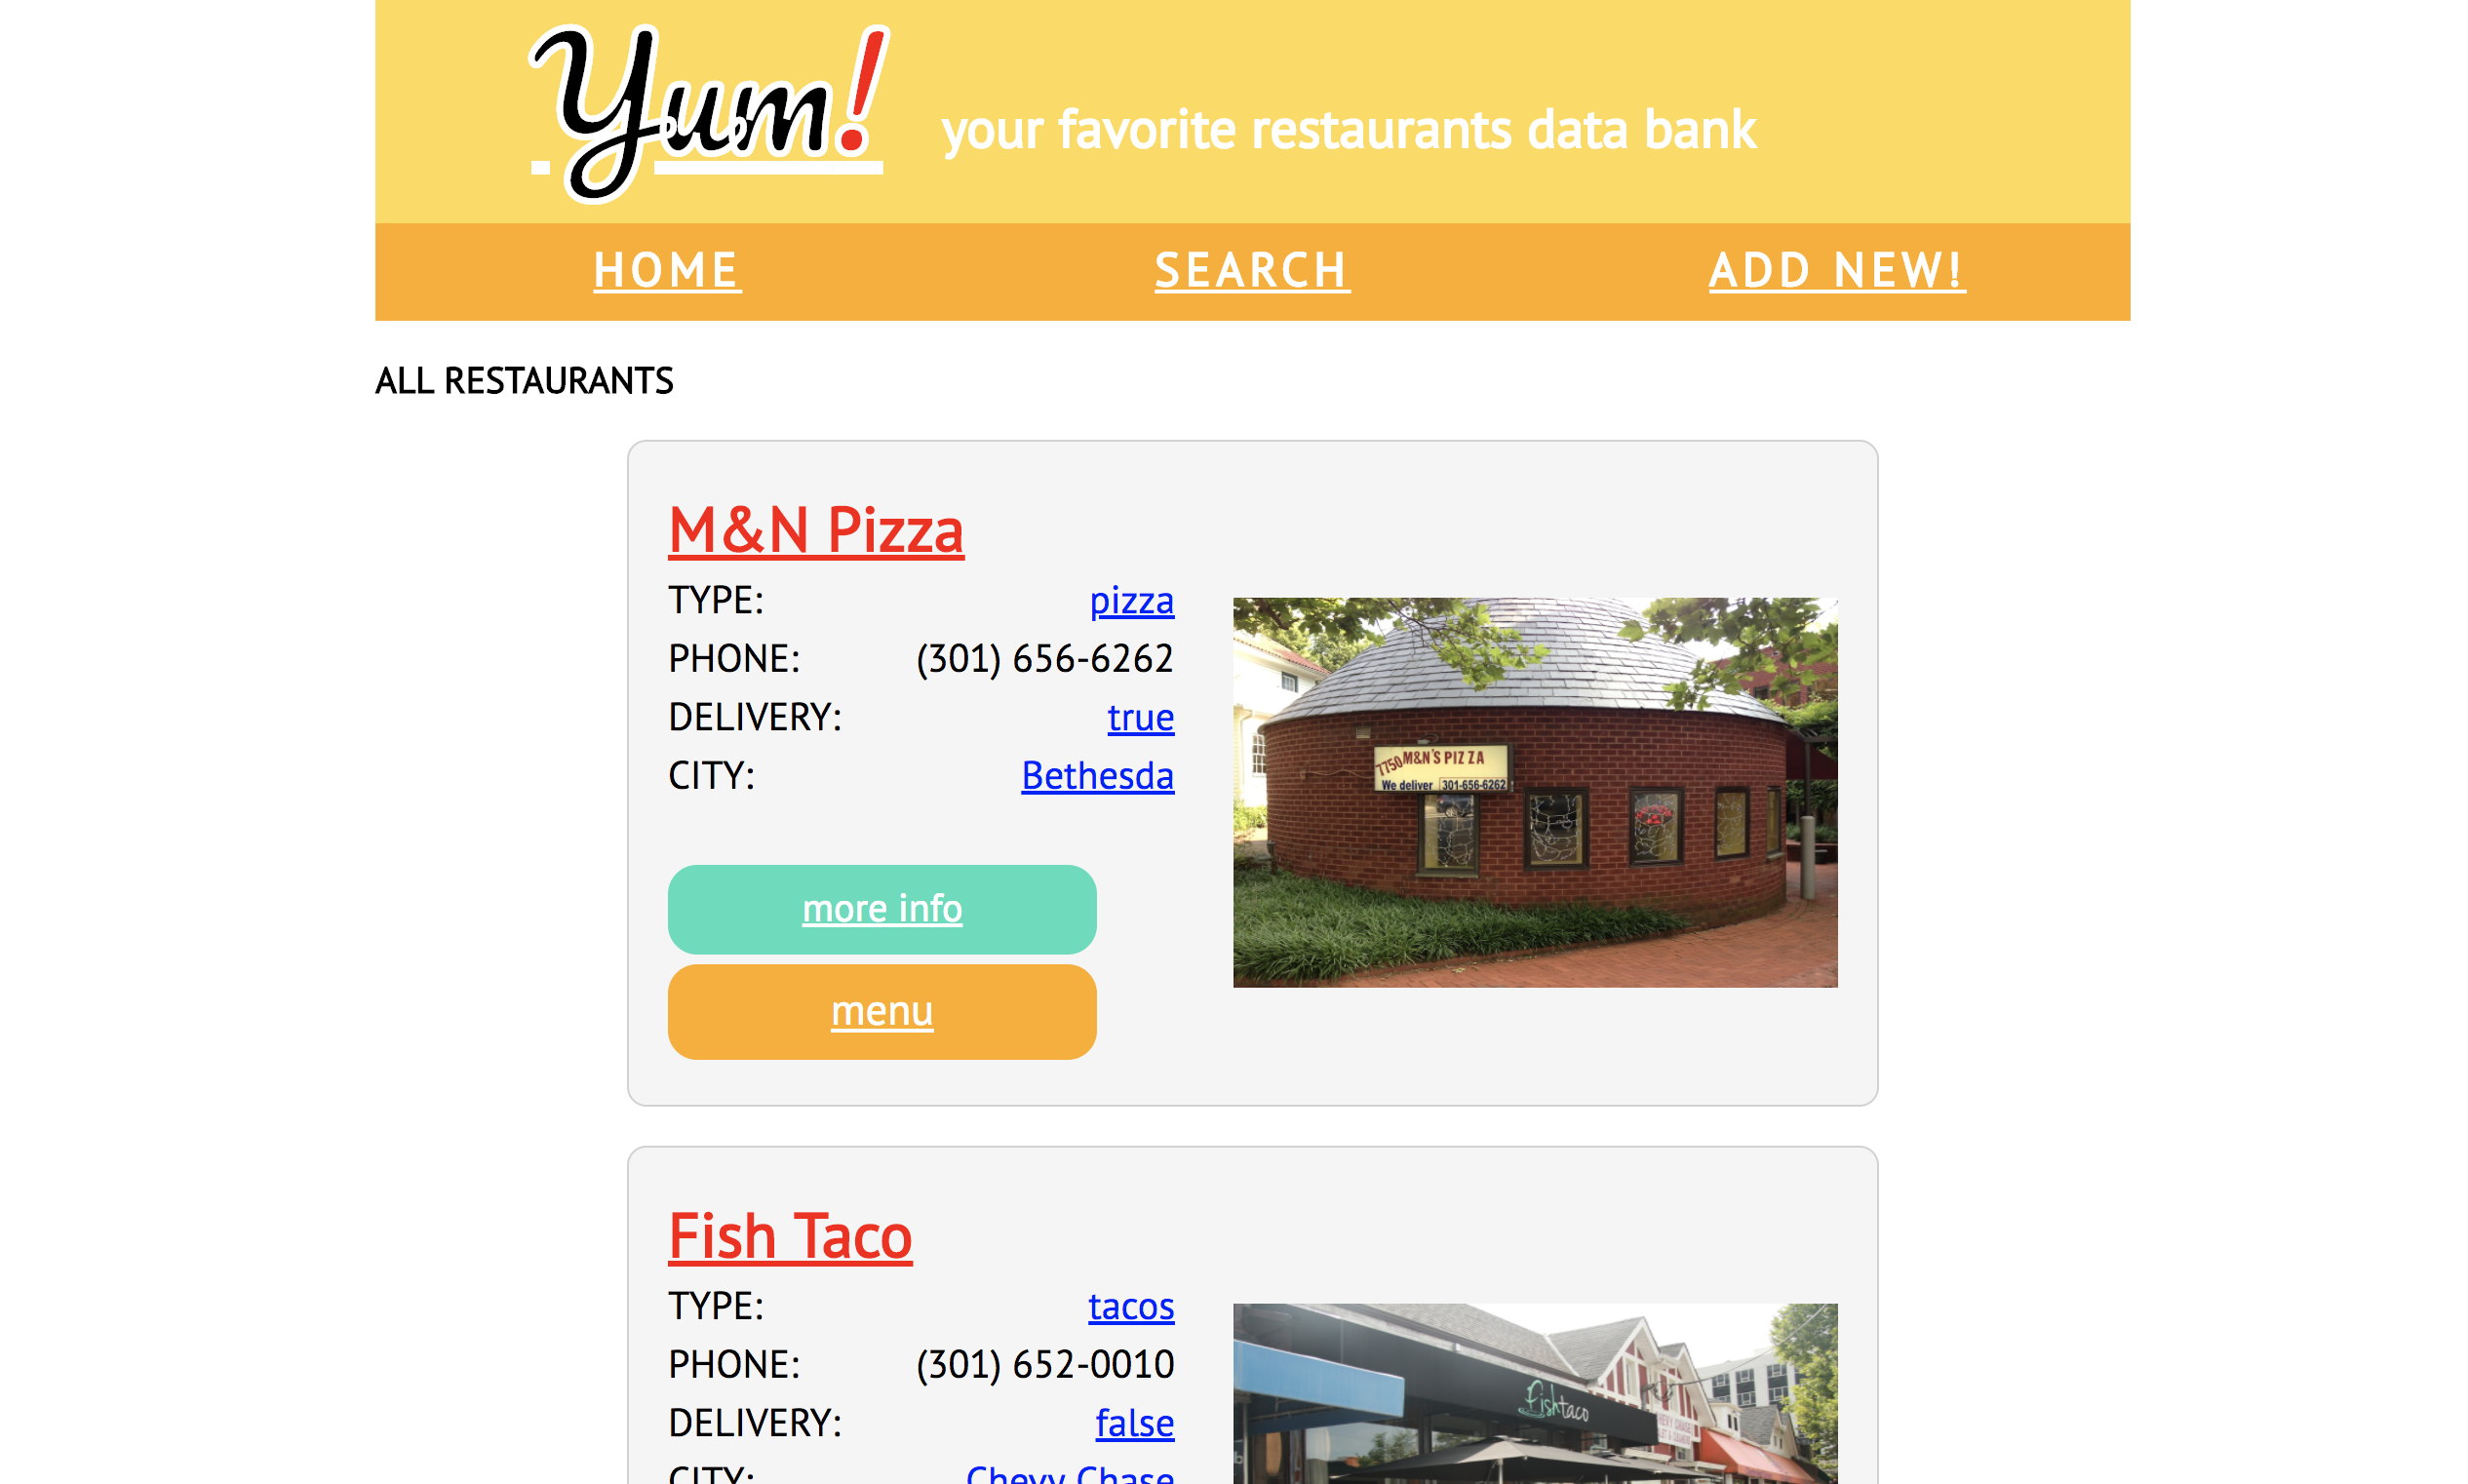 Yum! your favorite restaurants data bank
HOME SEARCH ADD NEW!
ALL RESTAURANTS
M&N Pizza
TYPE: pizza
PHONE: (301) 656-6262
DELIVERY: true
CITY: Bethesda
7750 M&N'S PIZZA
We deliver 301-656-6262
more info
menu
Fish Taco
TYPE: tacos
PHONE: (301) 652-0010
DELIVERY: false
CITY: Chevy Chase
fishtaco